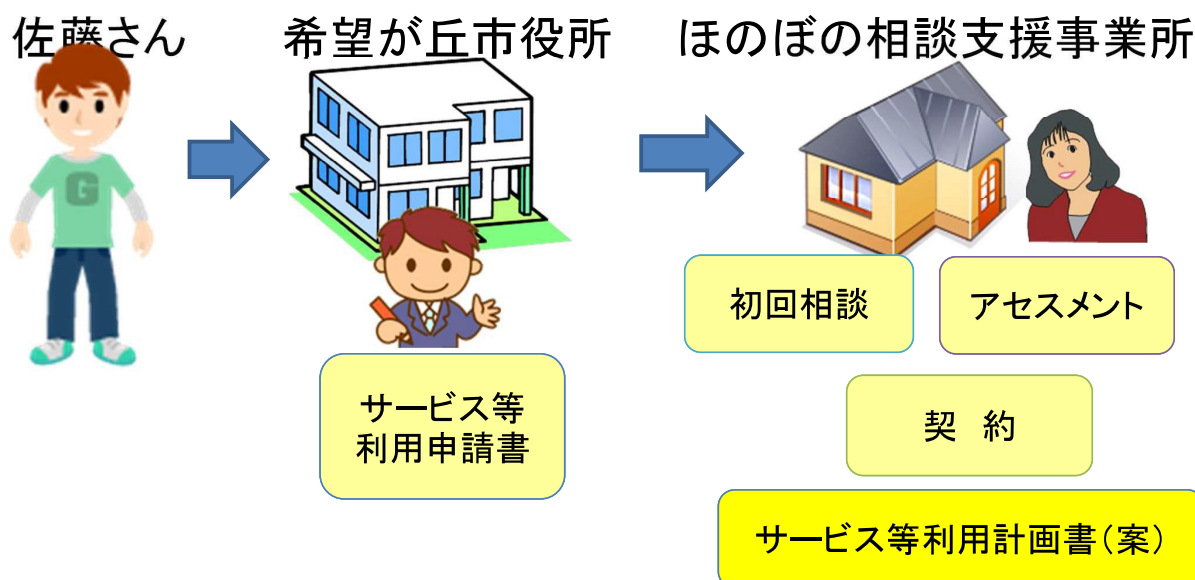 佐藤さん
希望が丘市役所
ほのぼの相談支援事業所
G
サービス等
利用申請書
初回相談
アセスメント
契　約
サービス等利用計画書（案）